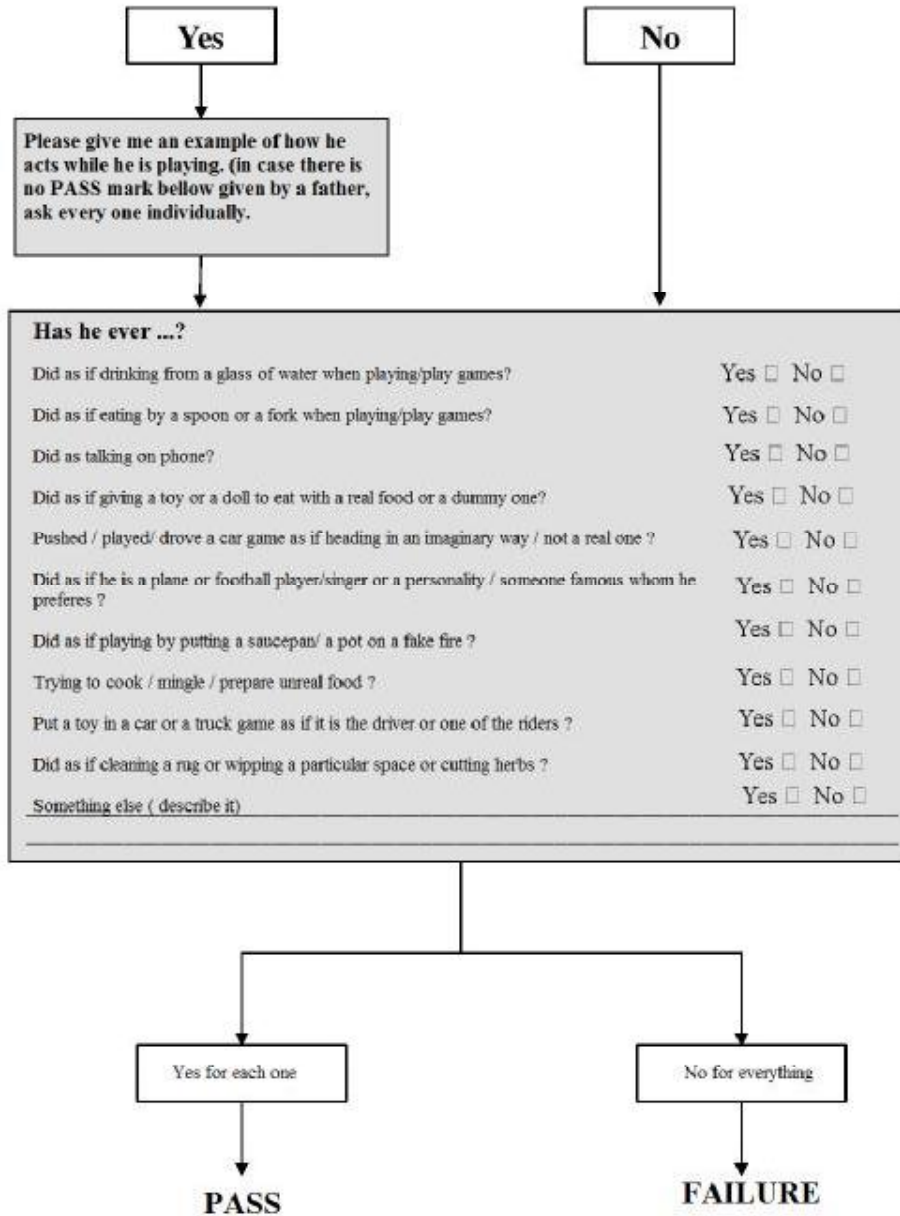 Yes
No
Please give me an example of how he
acts while he is playing. (in case there is
no PASS mark bellow given by a father,
ask every one individually.
Has he ever ...?
Did as if drinking from a glass of water when playing/play games? Yes □ No □
Did as if eating by a spoon or a fork when playing/play games? Yes □ No □
Did as talking on phone? Yes □ No □
Did as if giving a toy or a doll to eat with a real food or a dummy one? Yes □ No □
Pushed / played/ drove a car game as if heading in an imaginary way / not a real one ? Yes □ No □
Did as if he is a plane or football player/singer or a personality / someone famous whom he
preferes ? Yes □ No □
Did as if playing by putting a saucepan/ a pot on a fake fire ? Yes □ No □
Trying to cook / mingle / prepare unreal food ? Yes □ No □
Put a toy in a car or a truck game as if it is the driver or one of the riders ? Yes □ No □
Did as if cleaning a rug or wipping a particular space or cutting herbs ? Yes □ No □
Something else ( describe it) Yes □ No □
Yes for each one
No for everything
PASS
FAILURE